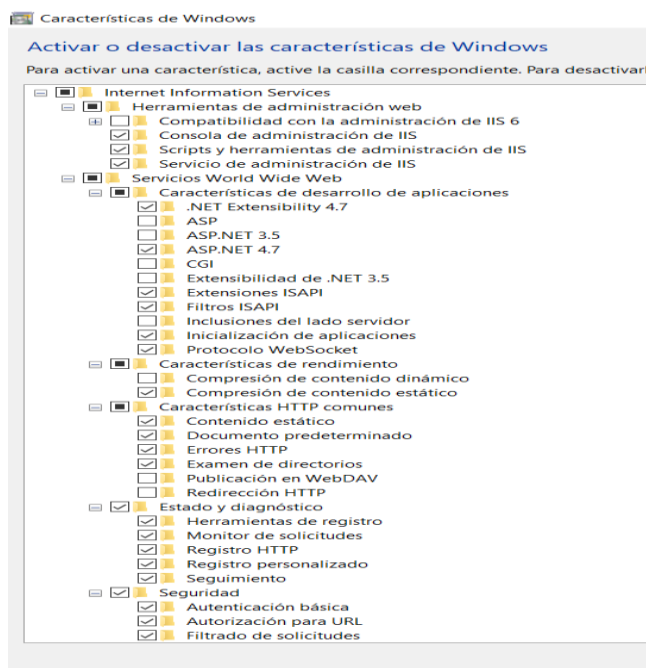 Características de Windows
Activar o desactivar las características de Windows
Para activar una característica, active la casilla correspondiente. Para desactivarl
Internet Information Services
Herramientas de administración web
Compatibilidad con la administración de IIS 6
Consola de administración de IIS
Scripts y herramientas de administración de IIS
Servicio de administración de IIS
Servicios World Wide Web
Características de desarrollo de aplicaciones
.NET Extensibility 4.7
ASP
ASP.NET 3.5
ASP.NET 4.7
CGI
Extensibilidad de .NET 3.5
Extensiones ISAPI
Filtros ISAPI
Inclusiones del lado servidor
Inicialización de aplicaciones
Protocolo WebSocket
Características de rendimiento
Compresión de contenido dinámico
Compresión de contenido estático
Características HTTP comunes
Contenido estático
Documento predeterminado
Errores HTTP
Examen de directorios
Publicación en WebDAV
Redirección HTTP
Estado y diagnóstico
Herramientas de registro
Monitor de solicitudes
Registro HTTP
Registro personalizado
Seguimiento
Seguridad
Autenticación básica
Autorización para URL
Filtrado de solicitudes